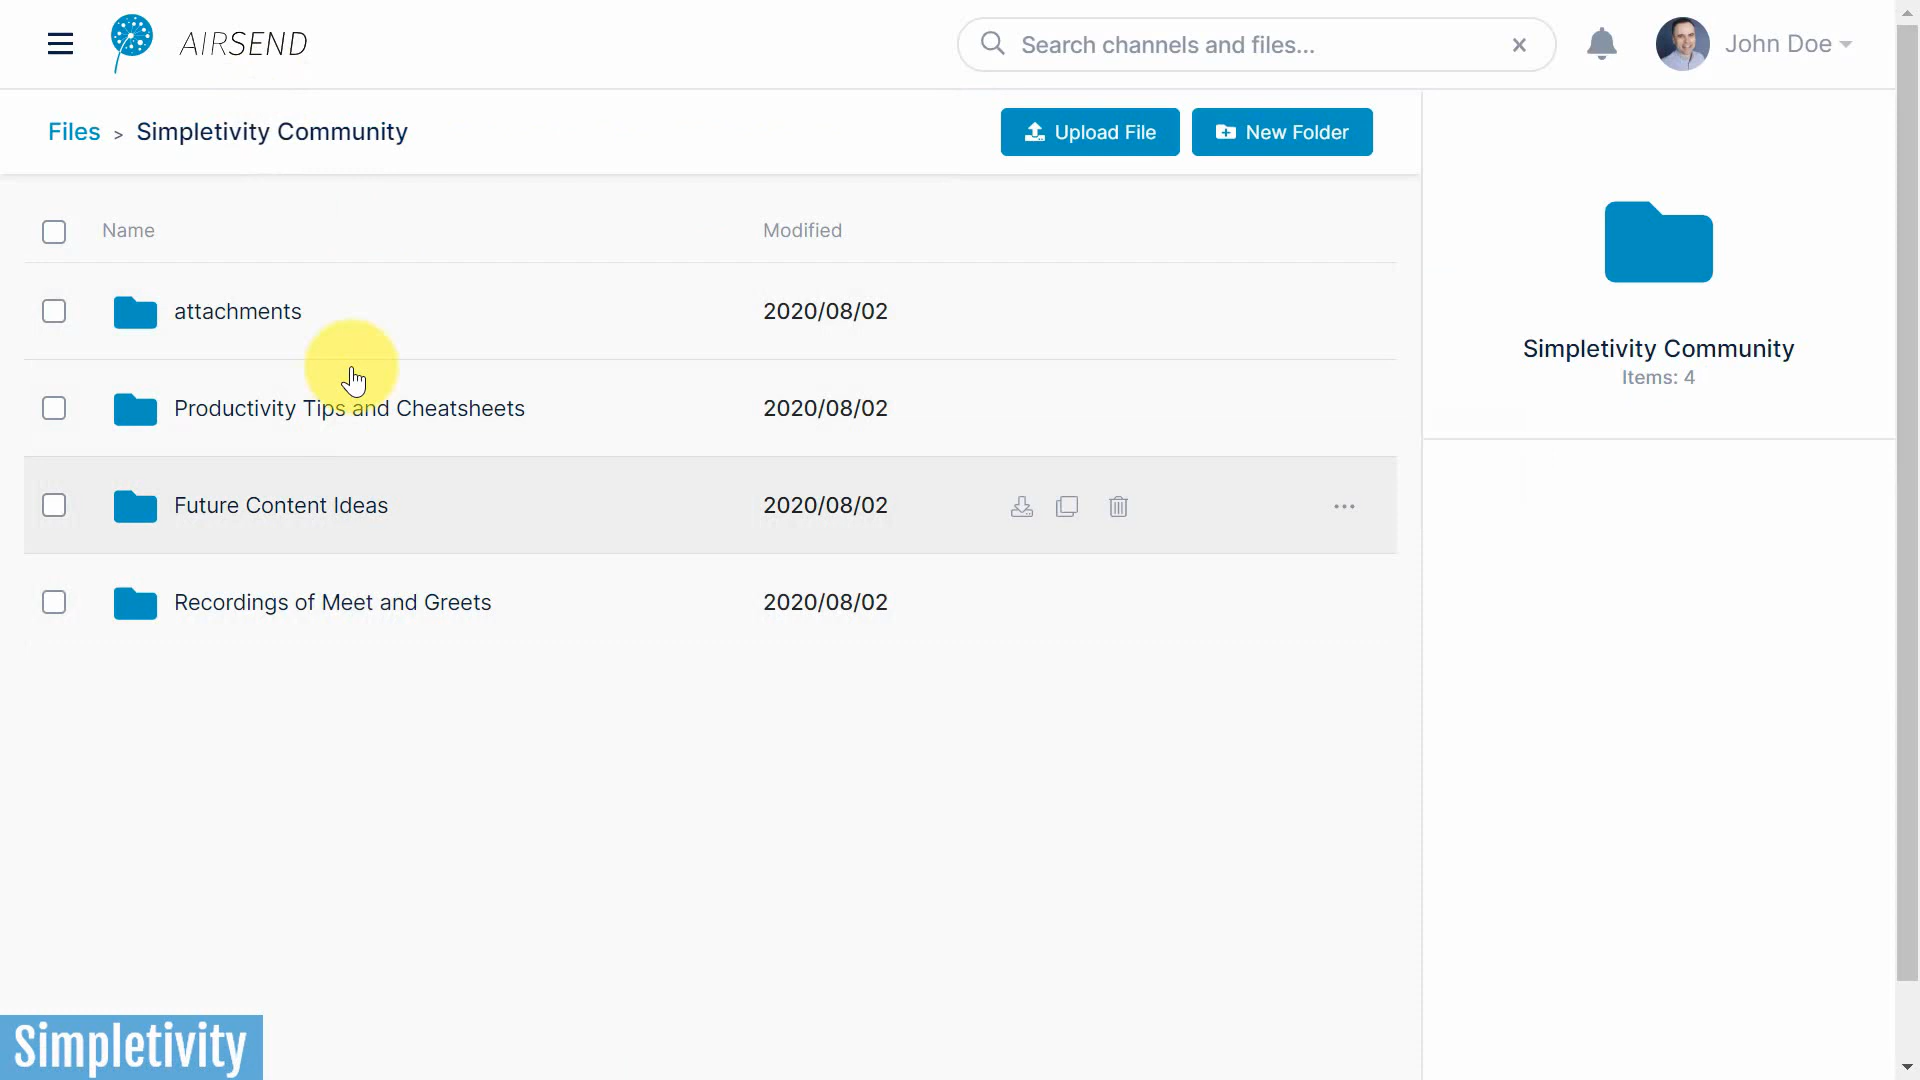 AIRSEND
Search channels and files...
John Doe
Files > Simpletivity Community
Upload File
New Folder
Name
Modified
attachments
2020/08/02
Productivity Tips and Cheatsheets
2020/08/02
Future Content Ideas
2020/08/02
Recordings of Meet and Greets
2020/08/02
Simpletivity Community
Items: 4
Simpletivity